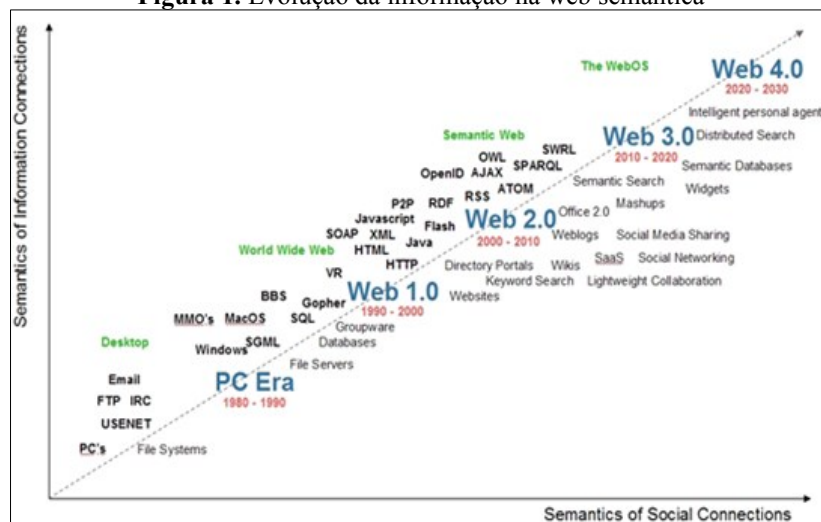 Figura 1. Evolução da informação na web semântica
Semantics of Information Connections
The WebOS
Web 4.0
2020 - 2030
Intelligent personal agent
Semantic Web
Web 3.0
Distributed Search
2010 - 2020
SWRL
OWL
SPARQL
OpenID AJAX
Semantic Databases
Semantic Search
ATOM
Widgets
RSS
P2P RDF
Mashups
Javascript
Flash
Web 2.0
Office 2.0
2000 - 2010
SOAP XML
Java
Weblogs
Social Media Sharing
World Wide Web
HTML
HTTP
Directory Portals
Wikis
SaaS
Social Networking
VR
Keyword Search
Lightweight Collaboration
Web 1.0
Websites
1990 - 2000
BBS
Gopher
MMO's
MacOS
SQL
Groupware
Desktop
SGML
Databases
Windows
File Servers
Email
PC Era
1980 - 1990
FTP IRC
USENET
PC's
File Systems
Semantics of Social Connections